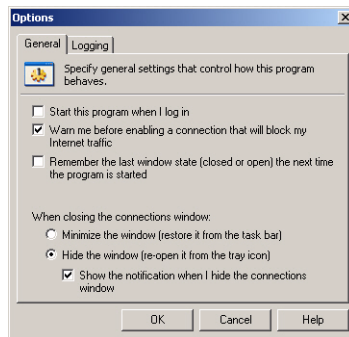 Options
General Logging
Specify general settings that control how this program
behaves.
Start this program when I log in
Warn me before enabling a connection that will block my
Internet traffic
Remember the last window state (closed or open) the next time
the program is started
When closing the connections window:
Minimize the window (restore it from the task bar)
Hide the window (re-open it from the tray icon)
Show the notification when I hide the connections
window
OK Cancel Help